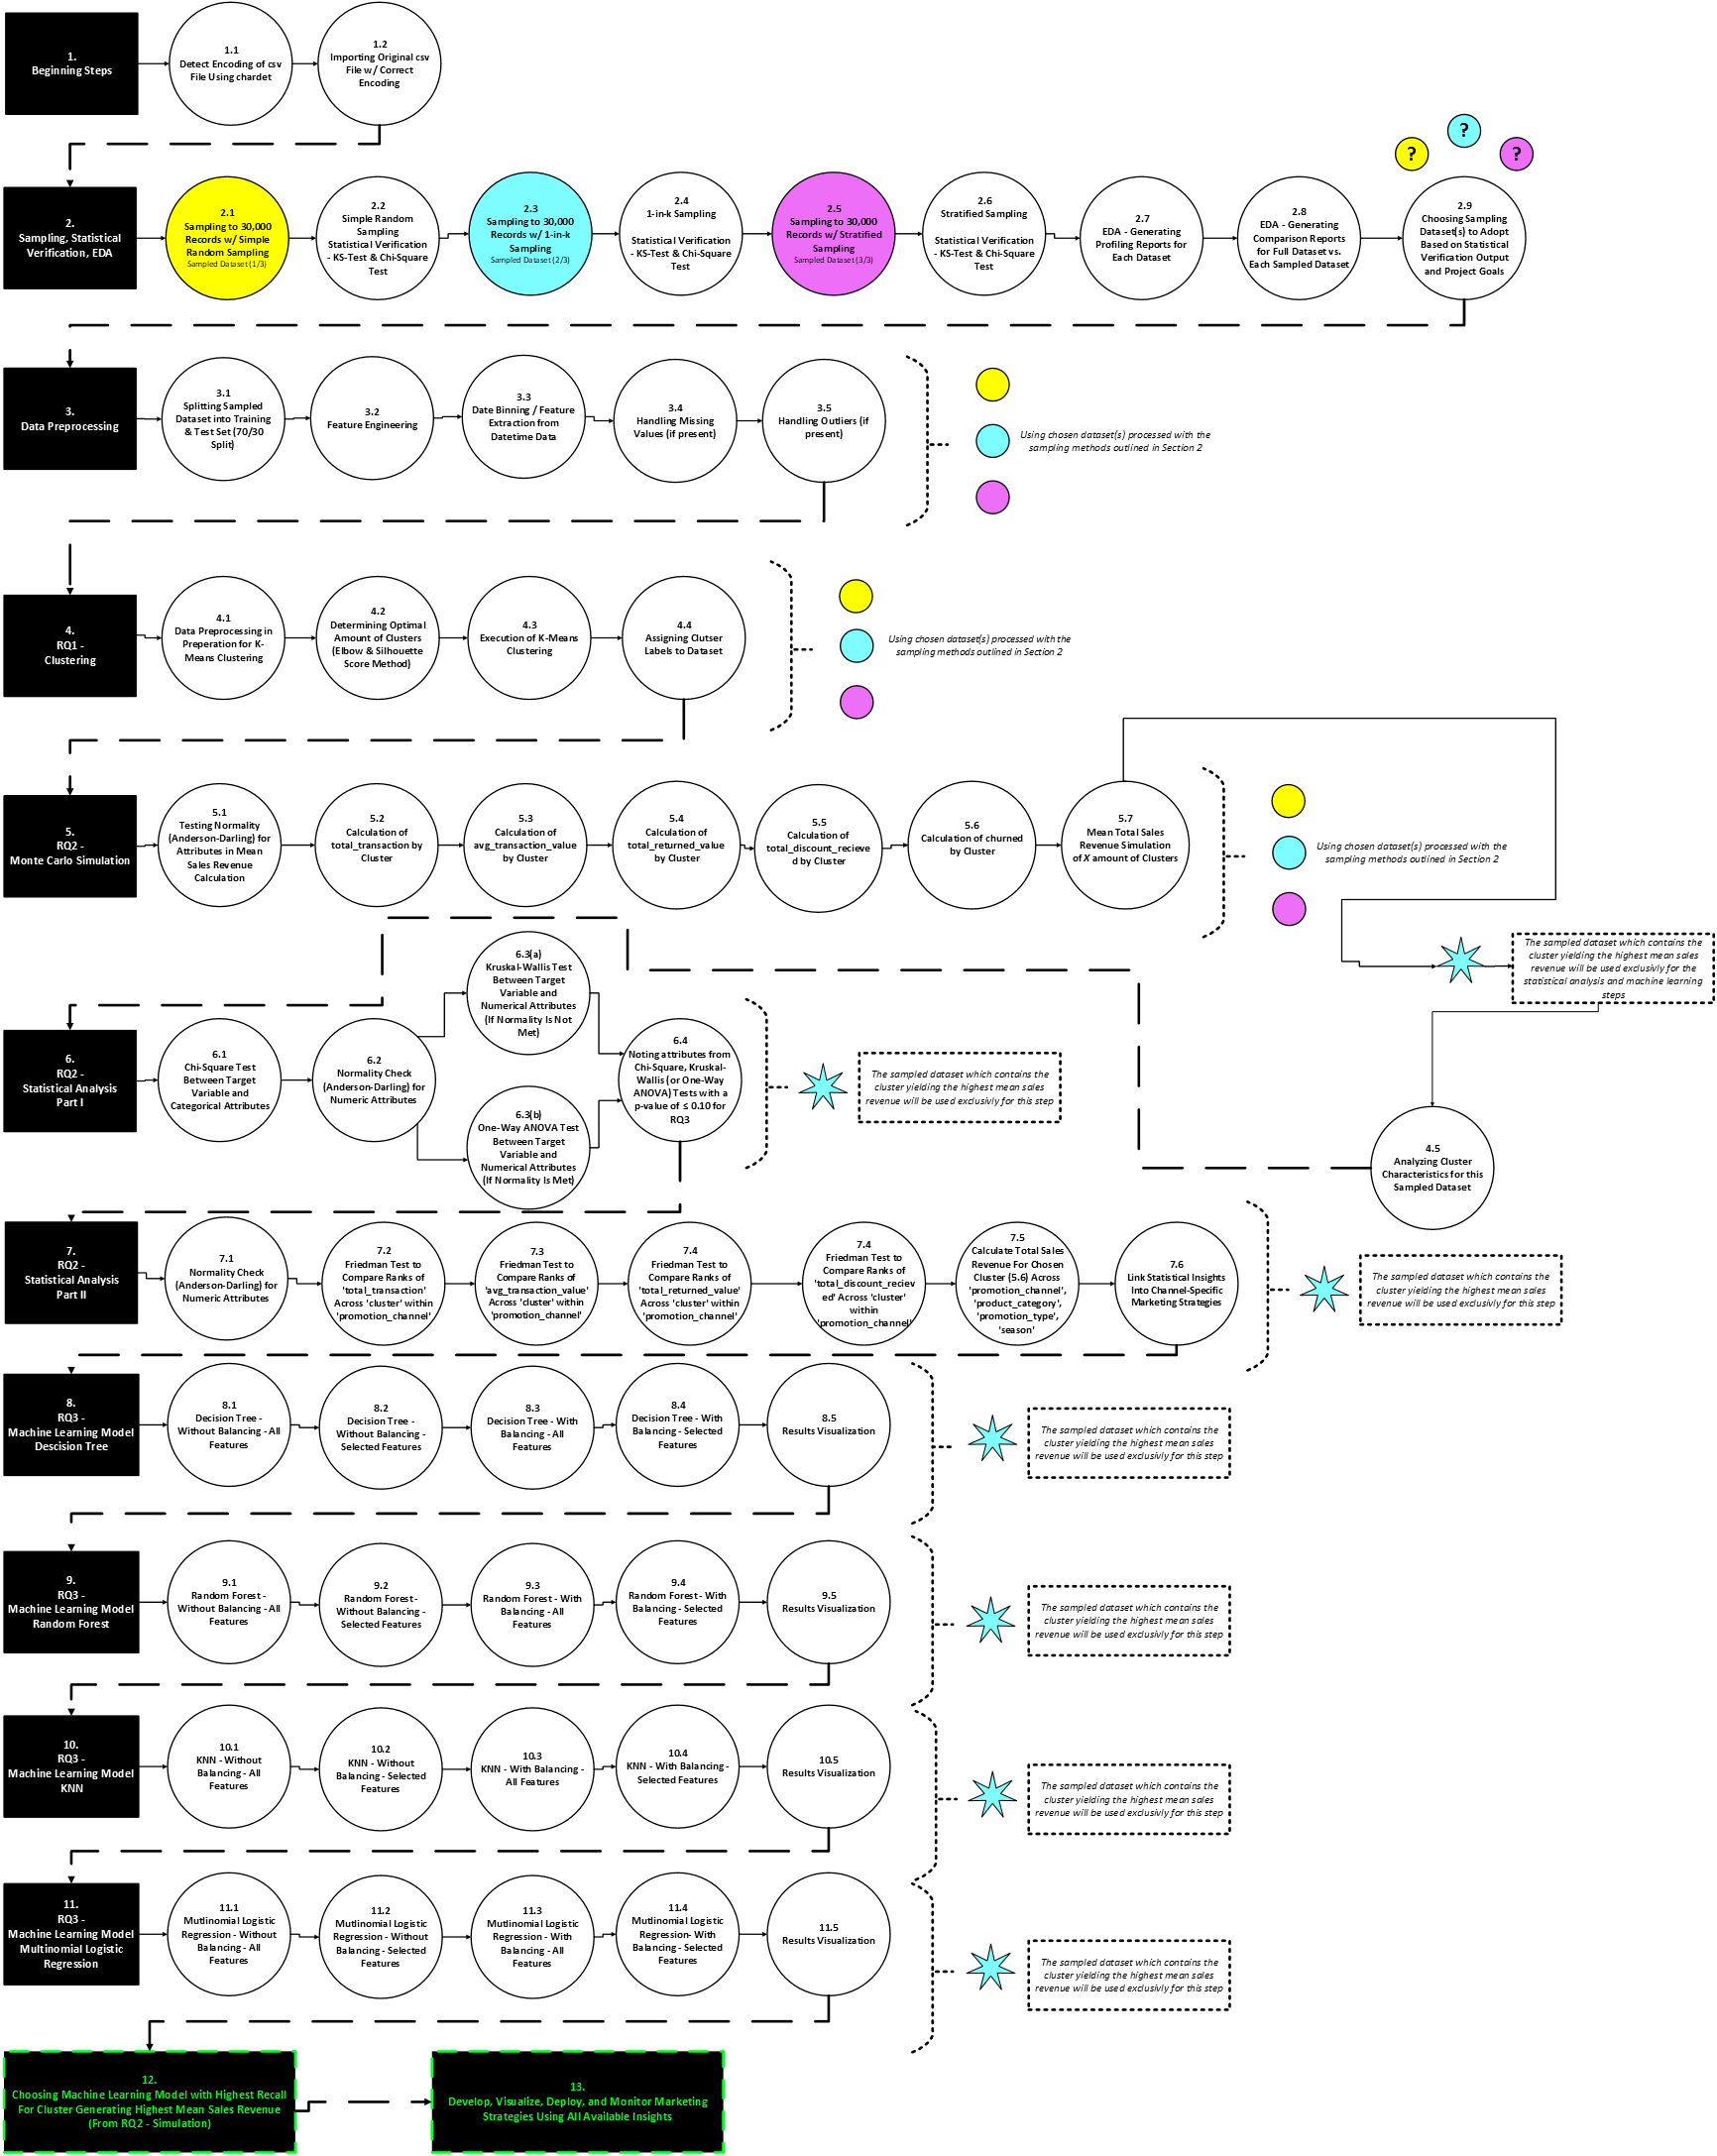 1.
Beginning Steps
1.1
Detect Encoding of csv
File Using chardet
1.2
Importing Original csv
File w/ Correct
Encoding
?
?
?
2.
Sampling, Statistical
Verification, EDA
2.1
Sampling to 30,000
Records w/ Simple
Random Sampling
Sampled Dataset (1/3)
2.2
Simple Random
Sampling
Statistical Verification
- KS-Test & Chi-Square
Test
2.3
Sampling to 30,000
Records w/ 1-in-k
Sampling
Sampled Dataset (2/3)
2.4
1-in-k Sampling
Statistical Verification
- KS-Test & Chi-Square
Test
2.5
Sampling to 30,000
Records w/ Stratified
Sampling
Sampled Dataset (3/3)
2.6
Stratified Sampling
Statistical Verification
- KS-Test & Chi-Square
Test
2.7
EDA - Generating
Profiling Reports for
Each Dataset
2.8
EDA - Generating
Comparison Reports
for Full Dataset vs.
Each Sampled Dataset
2.9
Choosing Sampling
Dataset(s) to Adopt
Based on Statistical
Verification Output
and Project Goals
3.
Data Preprocessing
3.1
Splitting Sampled
Dataset into Training
& Test Set (70/30
Split)
3.2
Feature Engineering
3.3
Date Binning / Feature
Extraction from
Datetime Data
3.4
Handling Missing
Values (if present)
3.5
Handling Outliers (if
present)
Using chosen dataset(s) processed with the
sampling methods outlined in Section 2
4.
RQ1 -
Clustering
4.1
Data Preprocessing in
Preperation for K-
Means Clustering
4.2
Determining Optimal
Amount of Clusters
(Elbow & Silhouette
Score Method)
4.3
Execution of K-Means
Clustering
4.4
Assigning Clutser
Labels to Dataset
Using chosen dataset(s) processed with the
sampling methods outlined in Section 2
5.
RQ2 -
Monte Carlo Simulation
5.1
Testing Normality
(Anderson-Darling) for
Attributes in Mean
Sales Revenue
Calculation
5.2
Calculation of
total_transaction by
Cluster
5.3
Calculation of
avg_transaction_value
by Cluster
5.4
Calculation of
total_returned_value
by Cluster
5.5
Calculation of
total_discount_recieve
d by Cluster
5.6
Calculation of churned
by Cluster
5.7
Mean Total Sales
Revenue Simulation
of X amount of Clusters
Using chosen dataset(s) processed with the
sampling methods outlined in Section 2
The sampled dataset which contains the
cluster yielding the highest mean sales
revenue will be used exclusivly for the
statistical analysis and machine learning
steps
6.
RQ2 -
Statistical Analysis
Part I
6.1
Chi-Square Test
Between Target
Variable and
Categorical Attributes
6.2
Normality Check
(Anderson-Darling) for
Numeric Attributes
6.3(a)
Kruskal-Wallis Test
Between Target
Variable and
Numerical Attributes
(If Normality Is Not
Met)
6.3(b)
One-Way ANOVA Test
Between Target
Variable and
Numerical Attributes
(If Normality Is Met)
6.4
Noting attributes from
Chi-Square, Kruskal-
Wallis (or One-Way
ANOVA) Tests with a
p-value of ≤ 0.10 for
RQ3
The sampled dataset which contains the
cluster yielding the highest mean sales
revenue will be used exclusivly for this step
4.5
Analyzing Cluster
Characteristics for this
Sampled Dataset
7.
RQ2 -
Statistical Analysis
Part II
7.1
Normality Check
(Anderson-Darling) for
Numeric Attributes
7.2
Friedman Test to
Compare Ranks of
'total_transaction'
Across 'cluster' within
'promotion_channel'
7.3
Friedman Test to
Compare Ranks of
'avg_transaction_value'
Across 'cluster' within
'promotion_channel'
7.4
Friedman Test to
Compare Ranks of
'total_returned_value'
Across 'cluster' within
'promotion_channel'
7.4
Friedman Test to
Compare Ranks of
'total_discount_reciev
ed' Across 'cluster'
within
'promotion_channel'
7.5
Calculate Total Sales
Revenue For Chosen
Cluster (5.6) Across
'promotion_channel',
'product_category',
'promotion_type',
'season'
7.6
Link Statistical Insights
Into Channel-Specific
Marketing Strategies
The sampled dataset which contains the
cluster yielding the highest mean sales
revenue will be used exclusivly for this step
8.
RQ3 -
Machine Learning Model
Descision Tree
8.1
Decision Tree -
Without Balancing - All
Features
8.2
Decision Tree -
Without Balancing -
Selected Features
8.3
Decision Tree - With
Balancing - All
Features
8.4
Decision Tree - With
Balancing - Selected
Features
8.5
Results Visualization
The sampled dataset which contains the
cluster yielding the highest mean sales
revenue will be used exclusivly for this step
9.
RQ3 -
Machine Learning Model
Random Forest
9.1
Random Forest -
Without Balancing - All
Features
9.2
Random Forest -
Without Balancing -
Selected Features
9.3
Random Forest - With
Balancing - All
Features
9.4
Random Forest - With
Balancing - Selected
Features
9.5
Results Visualization
The sampled dataset which contains the
cluster yielding the highest mean sales
revenue will be used exclusivly for this step
10.
RQ3 -
Machine Learning Model
KNN
10.1
KNN - Without
Balancing - All
Features
10.2
KNN - Without
Balancing - Selected
Features
10.3
KNN - With Balancing -
All Features
10.4
KNN - With Balancing -
Selected Features
10.5
Results Visualization
The sampled dataset which contains the
cluster yielding the highest mean sales
revenue will be used exclusivly for this step
11.
RQ3 -
Machine Learning Model
Multinomial Logistic
Regression
11.1
Mutlinomial Logistic
Regression - Without
Balancing - All
Features
11.2
Mutlinomial Logistic
Regression - Without
Balancing - Selected
Features
11.3
Mutlinomial Logistic
Regression - With
Balancing - All
Features
11.4
Mutlinomial Logistic
Regression- With
Balancing - Selected
Features
11.5
Results Visualization
The sampled dataset which contains the
cluster yielding the highest mean sales
revenue will be used exclusivly for this step
12.
Choosing Machine Learning Model with Highest Recall
For Cluster Generating Highest Mean Sales Revenue
(From RQ2 - Simulation)
13.
Develop, Visualize, Deploy, and Monitor Marketing
Strategies Using All Available Insights